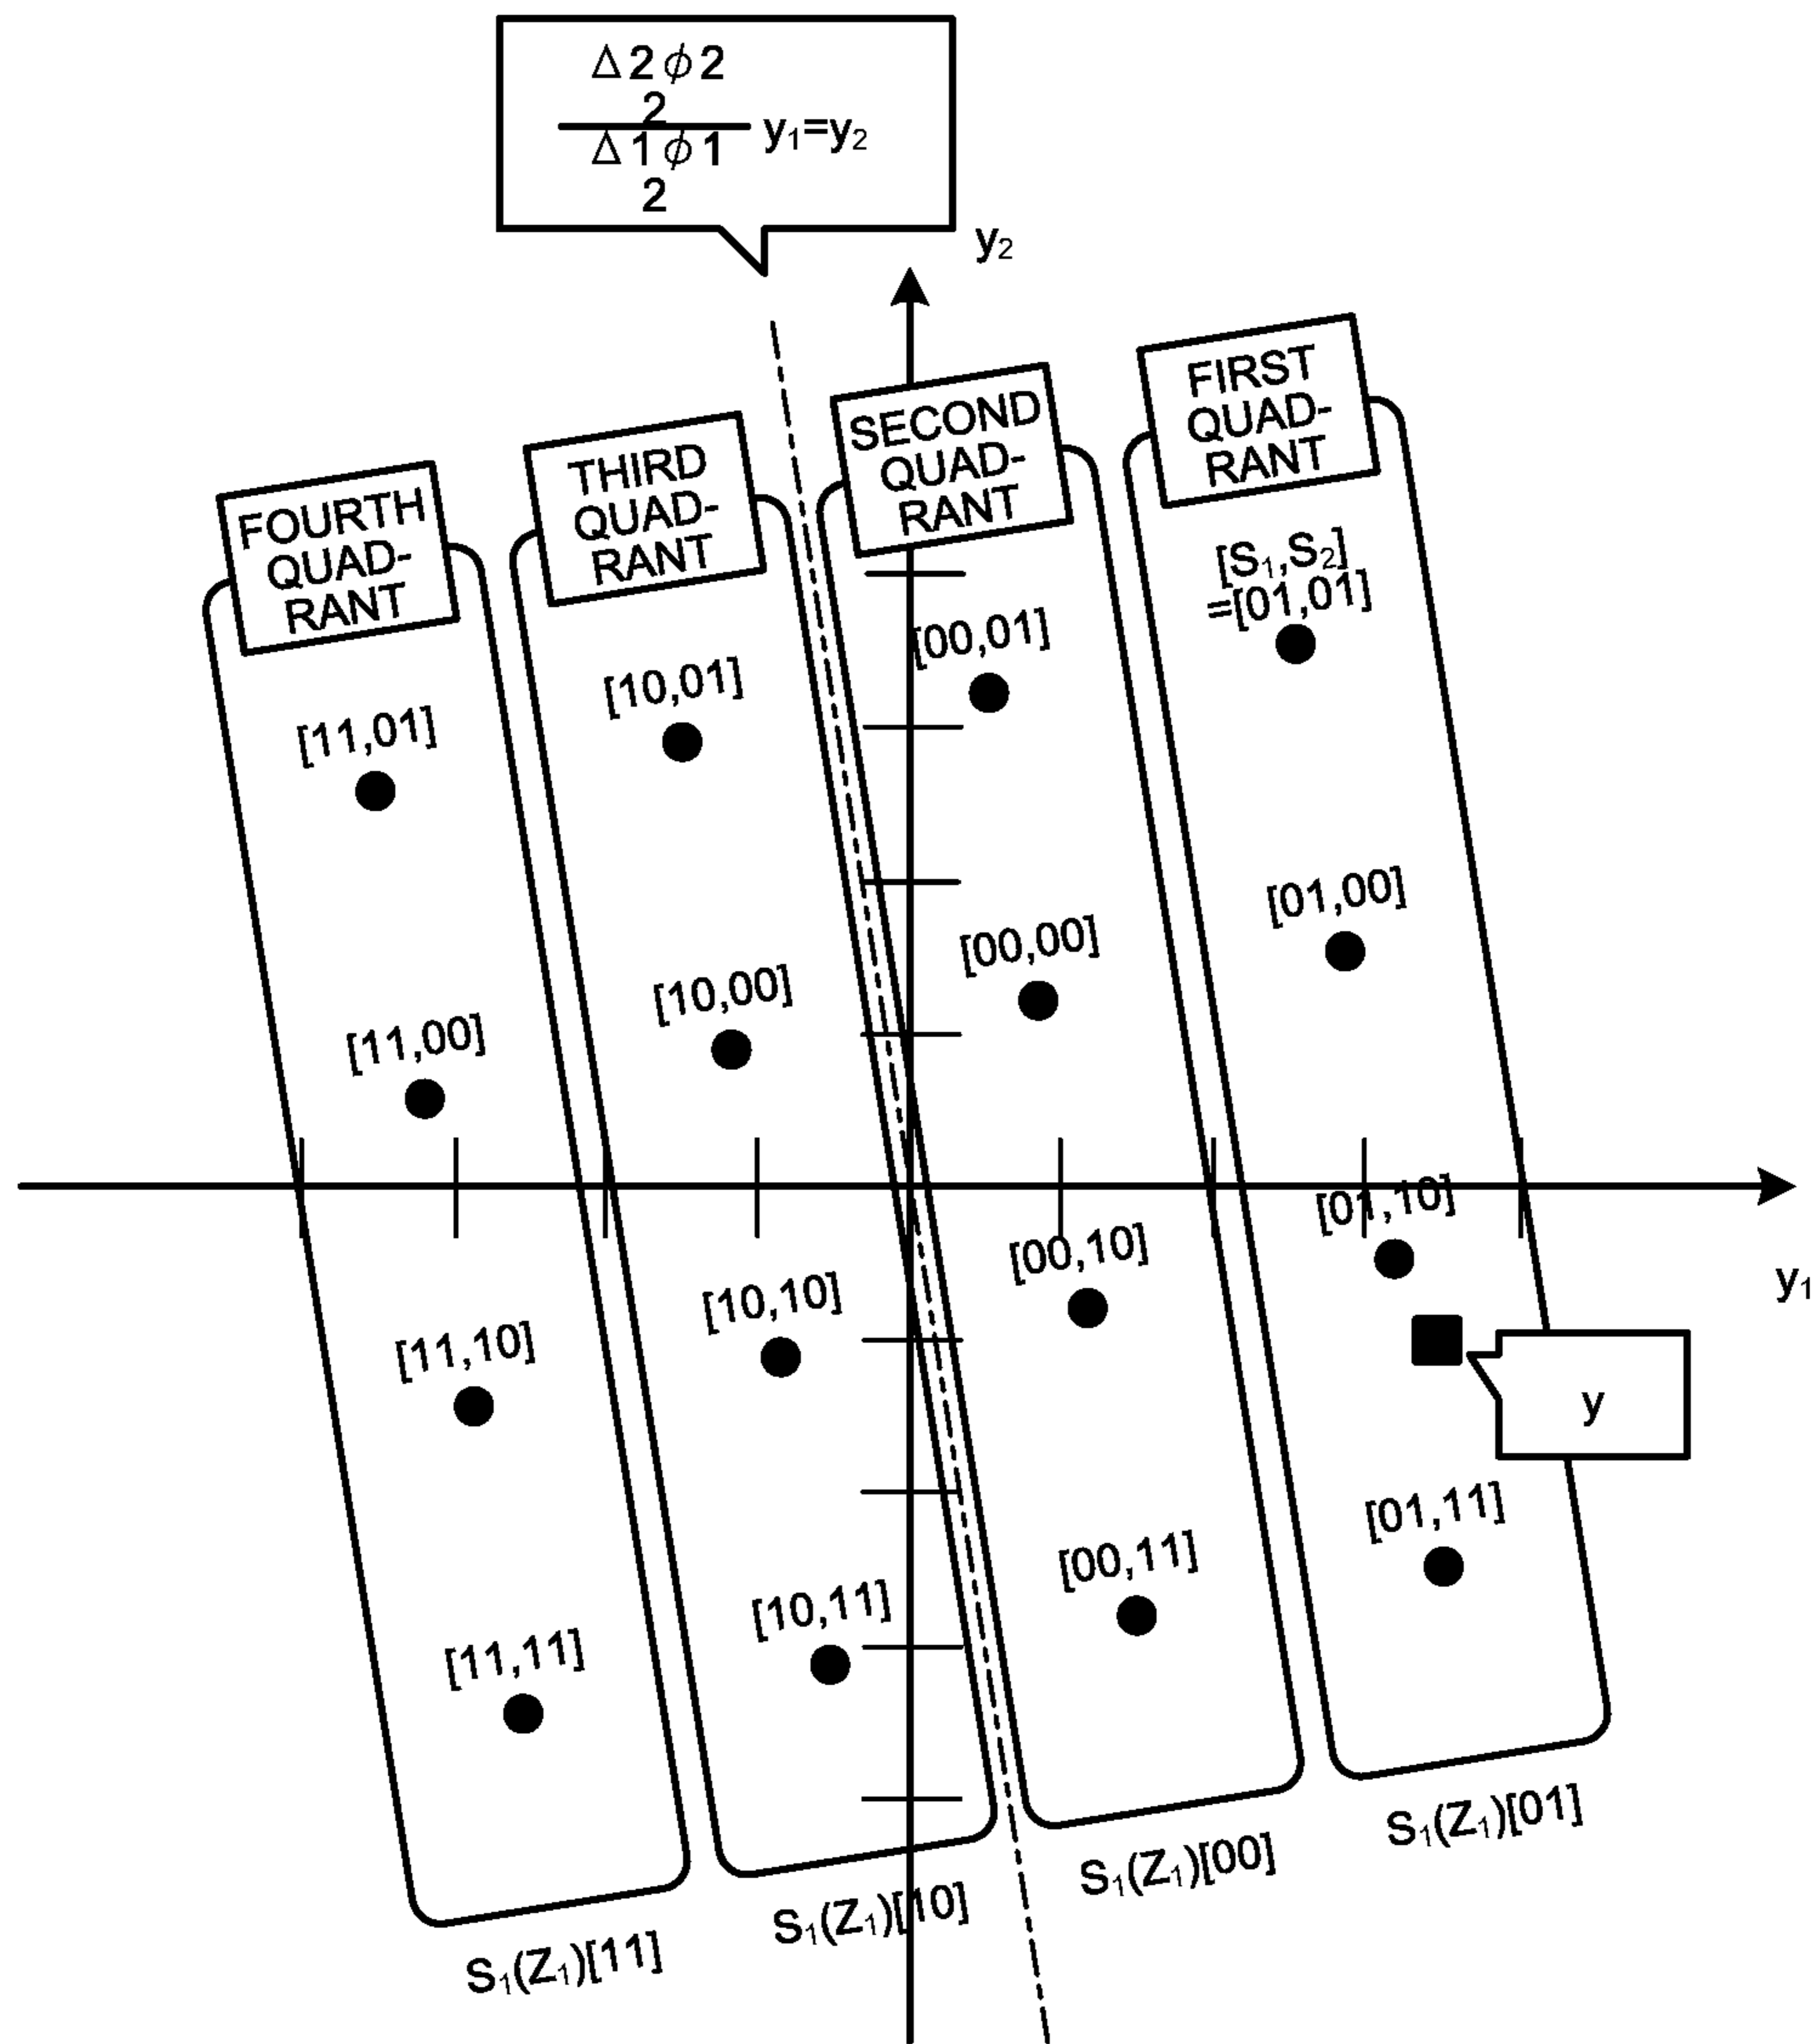 Δ2ϕ2
2
Δ1ϕ1
2
y₁=y₂
y₂
FIRST
QUAD-
RANT
SECOND
QUAD-
RANT
THIRD
QUAD-
RANT
FOURTH
QUAD-
RANT
[S₁,S₂]
=[01,01]
[00,01]
[10,01]
[11,01]
[01,00]
[00,00]
[10,00]
[11,00]
[01,10]
[00,10]
[10,10]
[11,10]
y₁
y
[01,11]
[00,11]
[10,11]
[11,11]
S₁(Z₁)[01]
S₁(Z₁)[00]
S₁(Z₁)[10]
S₁(Z₁)[11]